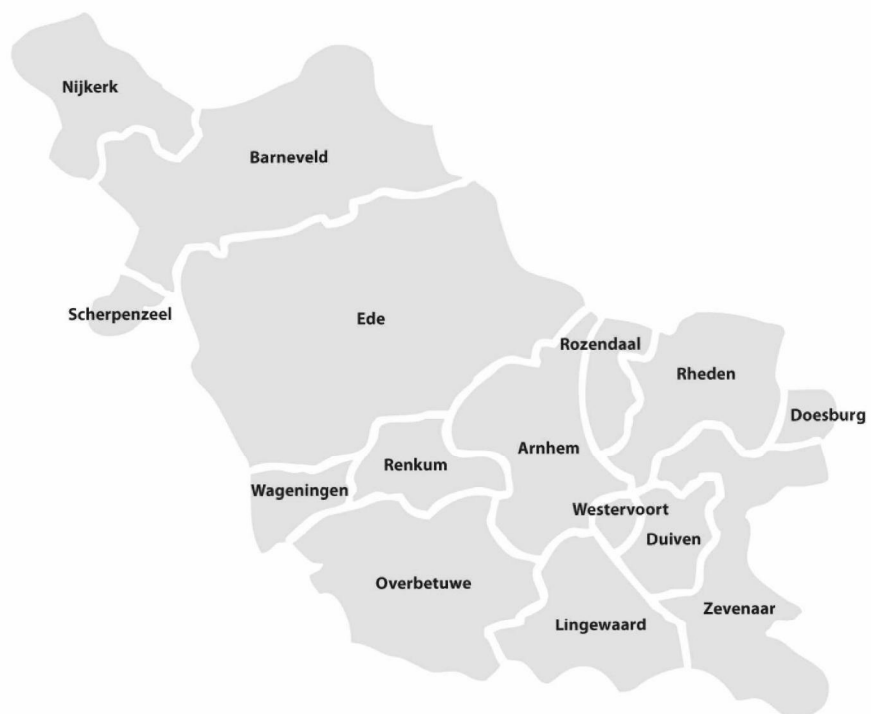 Nijkerk
Barneveld
Scherpenzeel
Ede
Rozendaal
Rheden
Doesburg
Arnhem
Renkum
Wageningen
Westervoort
Duiven
Overbetuwe
Zevenaar
Lingewaard